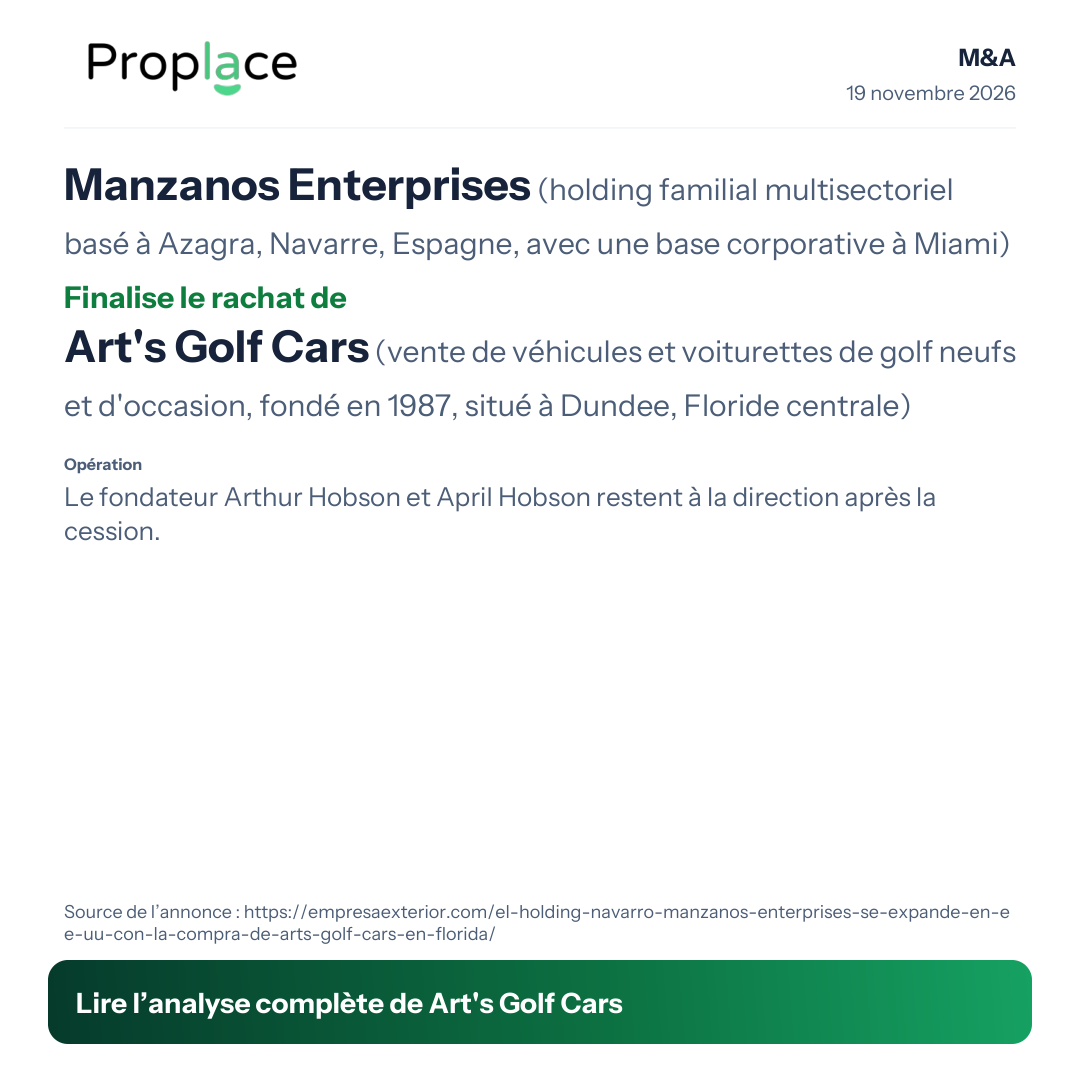 Proplace
M&A
19 novembre 2026
Manzanos Enterprises (holding familial multisectoriel
basé à Azagra, Navarre, Espagne, avec une base corporative à Miami)
Finalise le rachat de
Art's Golf Cars (vente de véhicules et voiturettes de golf neufs
et d'occasion, fondé en 1987, situé à Dundee, Floride centrale)
Opération
Le fondateur Arthur Hobson et April Hobson restent à la direction après la
cession.
Source de l’annonce : https://empresaexterior.com/el-holding-navarro-manzanos-enterprises-se-expande-en-e
e-uu-con-la-compra-de-arts-golf-cars-en-florida/
Lire l’analyse complète de Art's Golf Cars